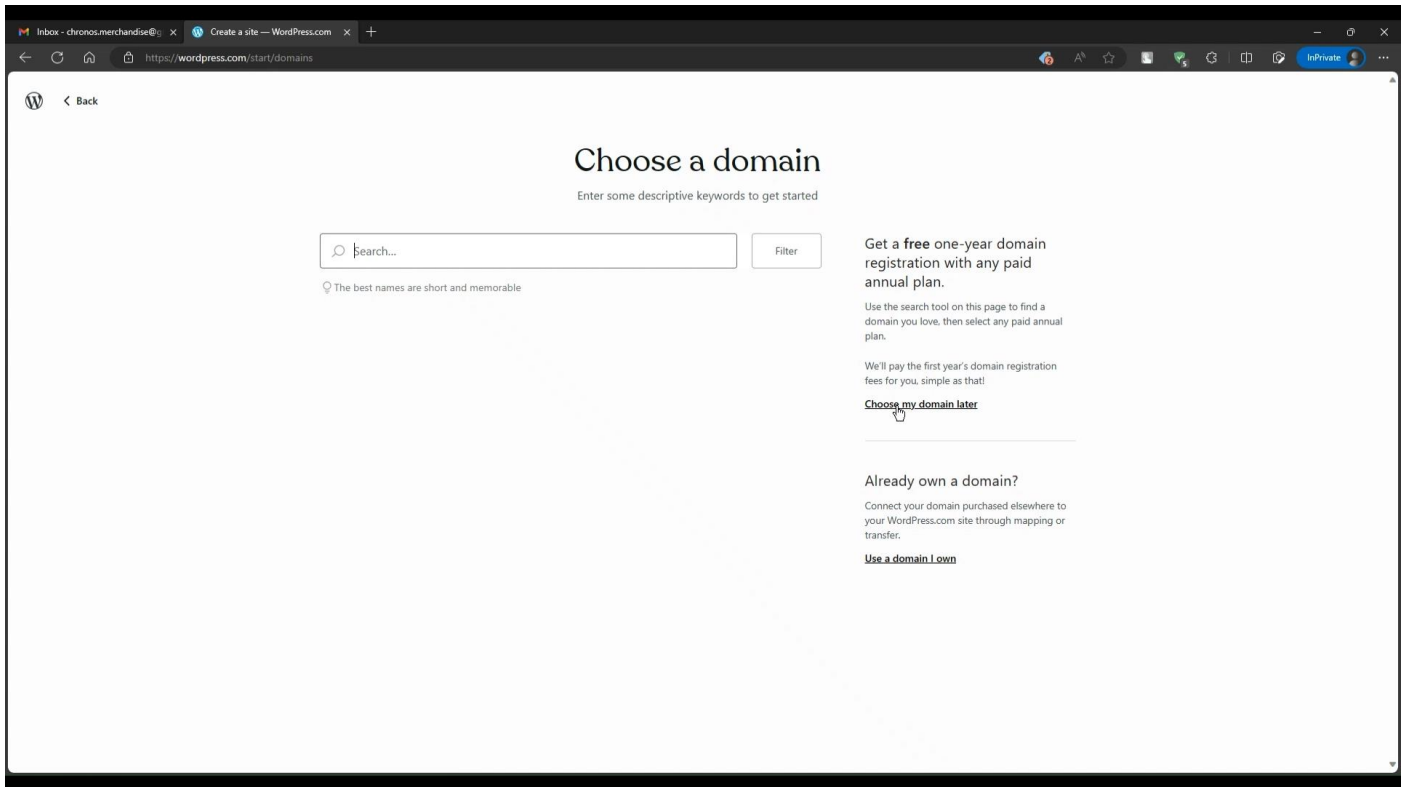 Inbox - chronos.merchandise@g
Create a site — WordPress.com
https://wordpress.com/start/domains
InPrivate
Back
Choose a domain
Enter some descriptive keywords to get started
Search...
Filter
The best names are short and memorable
Get a free one-year domain
registration with any paid
annual plan.
Use the search tool on this page to find a
domain you love, then select any paid annual
plan.
We'll pay the first year's domain registration
fees for you, simple as that!
Choose my domain later
Already own a domain?
Connect your domain purchased elsewhere to
your WordPress.com site through mapping or
transfer.
Use a domain I own